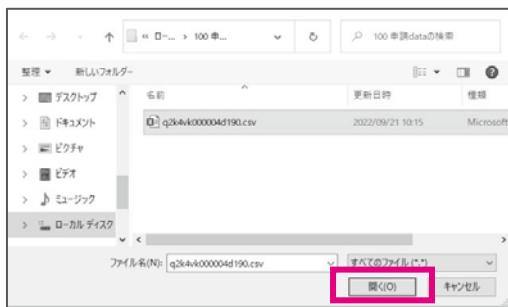 « ロー... › 100 申...
100 申請dataの検索
整理 新しいフォルダー
デスクトップ
ドキュメント
ピクチャ
ビデオ
ミュージック
ローカル ディスク
名前 更新日時 種類
q2k4vk000004d190.csv 2022/09/21 10:15 Microsoft
ファイル名(N): q2k4vk000004d190.csv すべてのファイル (*.*)
開く(O) キャンセル